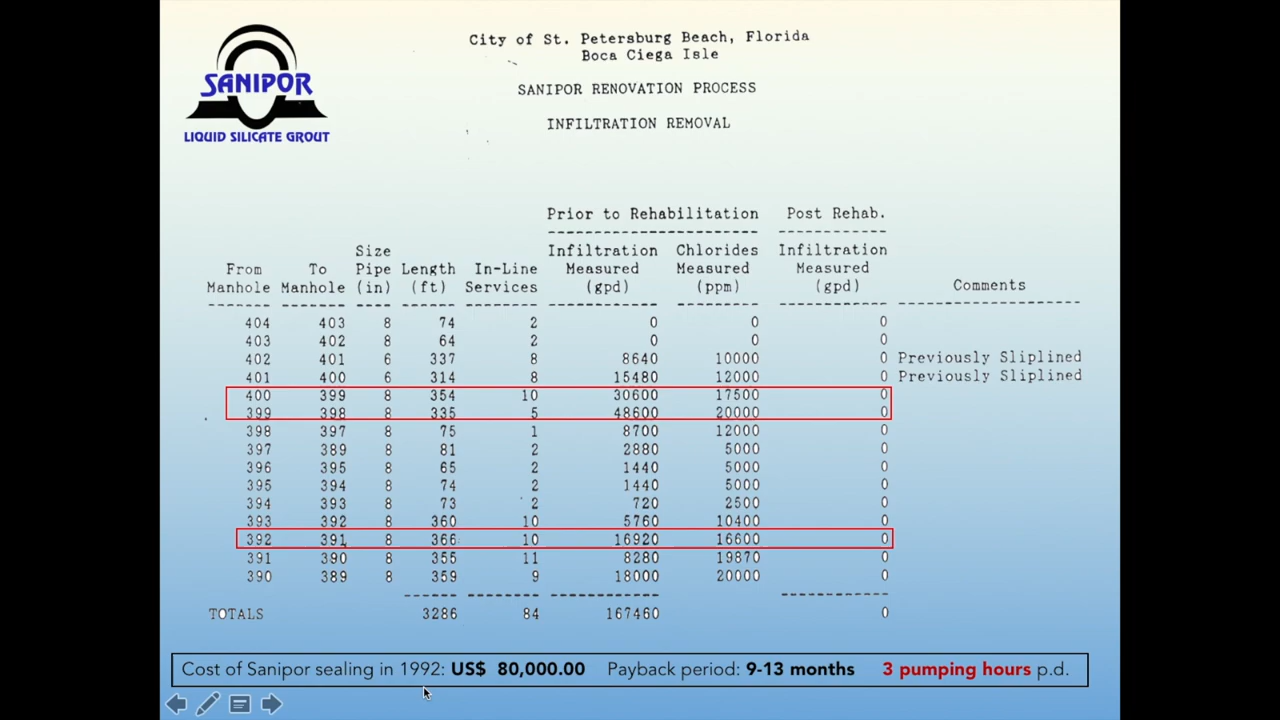 SANIPOR
LIQUID SILICATE GROUT
City of St. Petersburg Beach, Florida
Boca Ciega Isle
SANIPOR RENOVATION PROCESS
INFILTRATION REMOVAL
Prior to Rehabilitation Post Rehab.
Size Infiltration Chlorides Infiltration
From To Pipe Length In-Line Measured Measured Measured
Manhole Manhole (in) (ft) Services (gpd) (ppm) (gpd) Comments
404 403 8 74 2 0 0 0
403 402 8 64 2 0 0 0
402 401 6 337 8 8640 10000 0 Previously Sliplined
401 400 6 314 8 15480 12000 0 Previously Sliplined
400 399 8 354 10 30600 17500 0
399 398 8 335 5 48600 20000 0
398 397 8 75 1 8700 12000 0
397 389 8 81 2 2880 5000 0
396 395 8 65 2 1440 5000 0
395 394 8 74 2 1440 5000 0
394 393 8 73 2 720 2500 0
393 392 8 360 10 5760 10400 0
392 391 8 366 10 16920 16600 0
391 390 8 355 11 8280 19870 0
390 389 8 359 9 18000 20000 0
TOTALS 3286 84 167460 0
Cost of Sanipor sealing in 1992: US$ 80,000.00 Payback period: 9-13 months 3 pumping hours p.d.